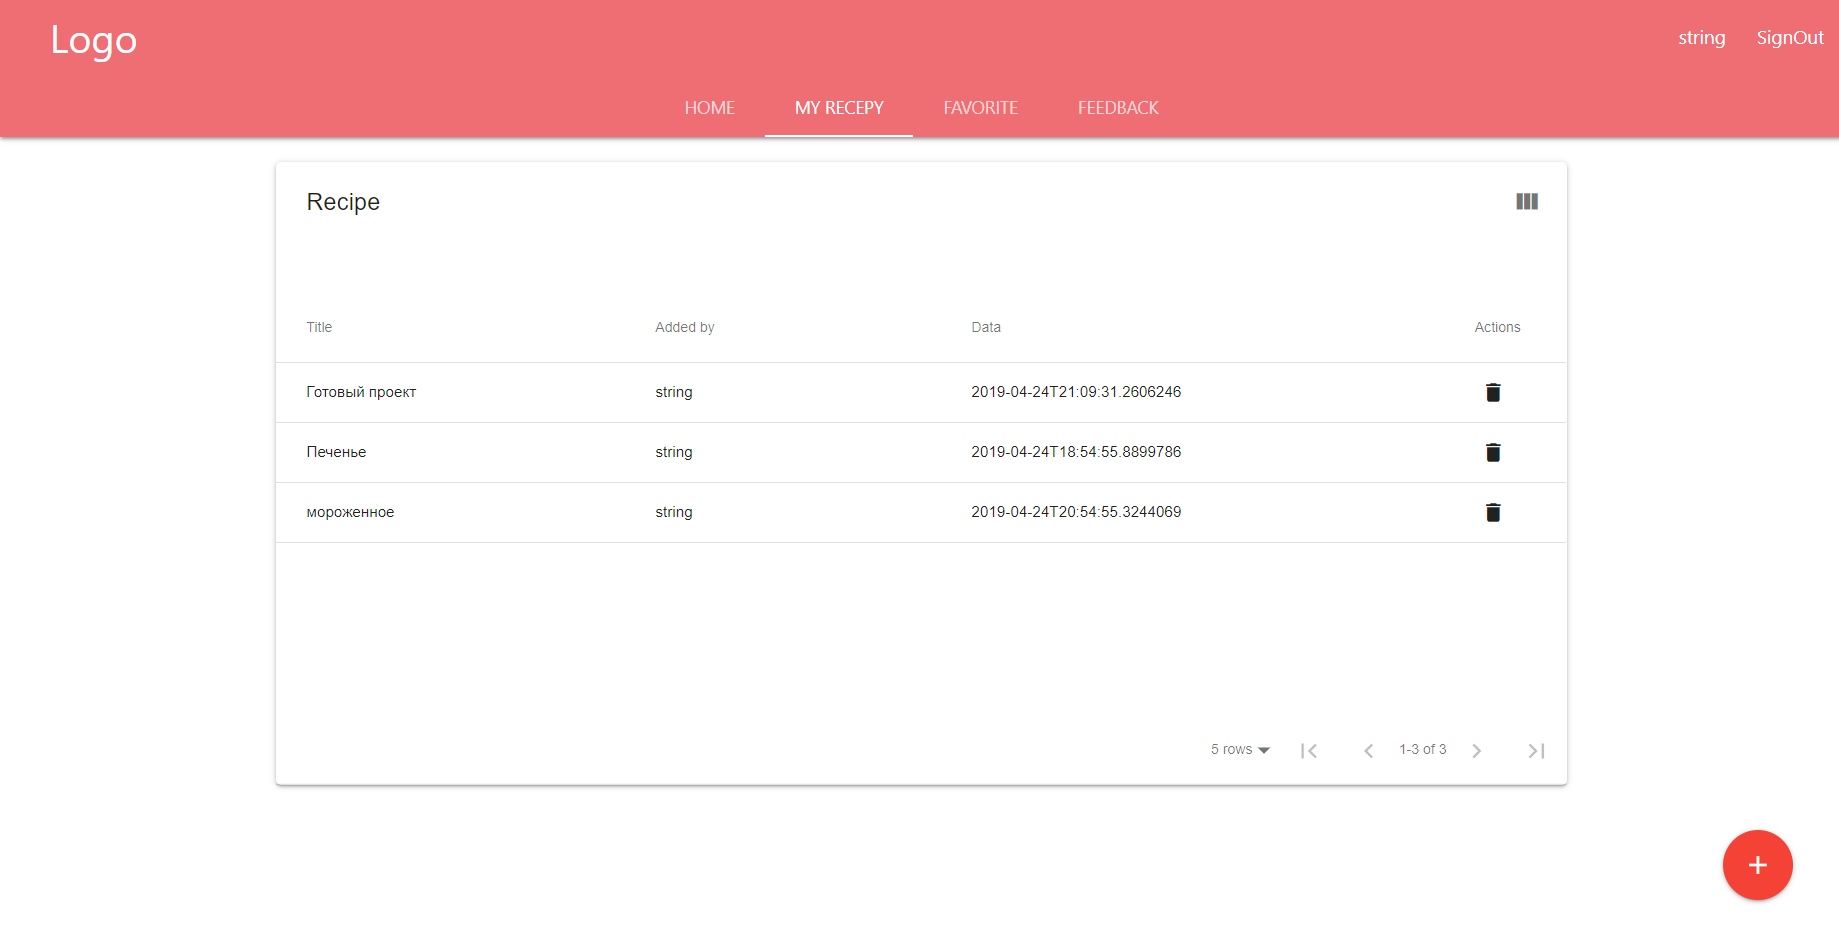 Logo
string SignOut
HOME MY RECEPY FAVORITE FEEDBACK
Recipe
Title Added by Data Actions
Готовый проект string 2019-04-24T21:09:31.2606246
Печенье string 2019-04-24T18:54:55.8899786
мороженное string 2019-04-24T20:54:55.3244069
5 rows 1-3 of 3